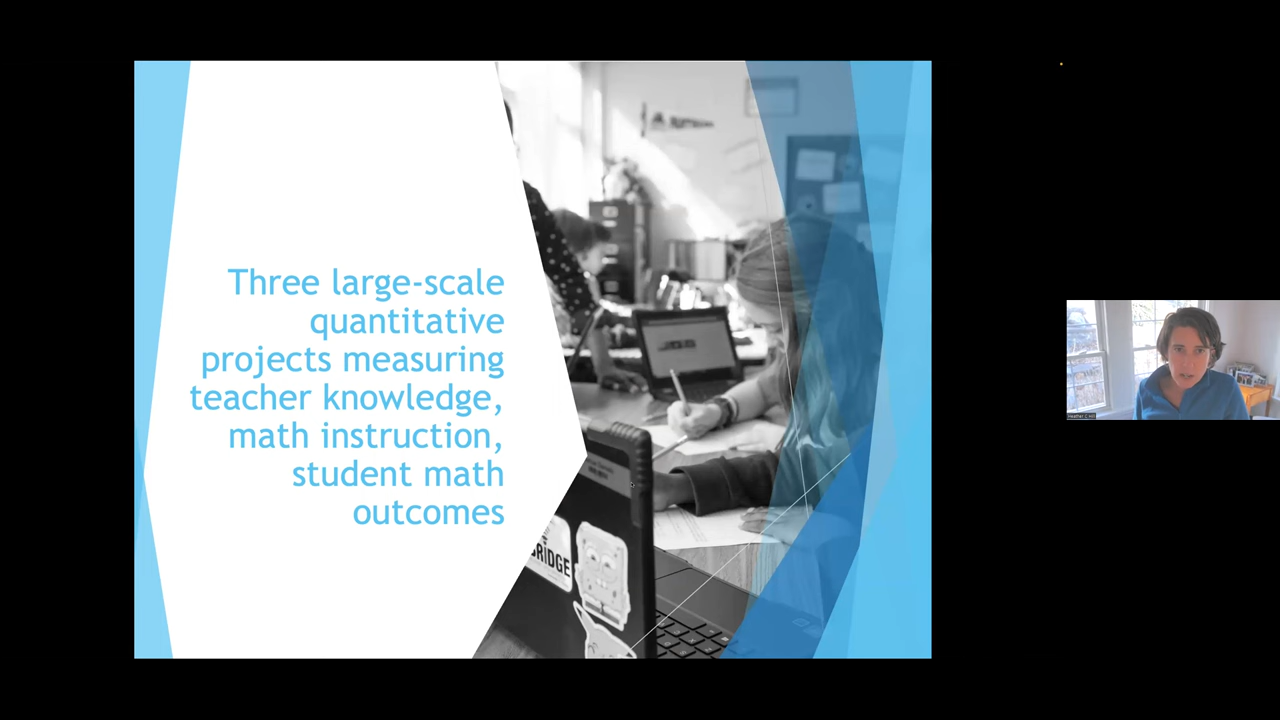 Three large-scale
quantitative
projects measuring
teacher knowledge,
math instruction,
student math
outcomes
BRIDGE